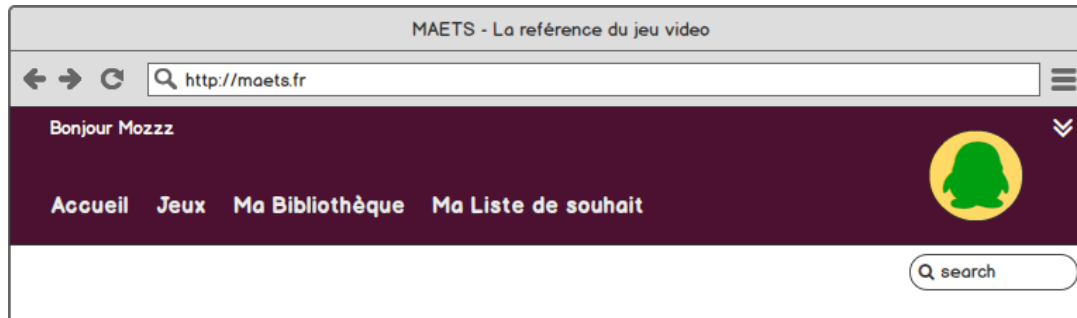 MAETS - La reférence du jeu video
http://maets.fr
Bonjour Mozzz
Accueil Jeux Ma Bibliothèque Ma Liste de souhait
search